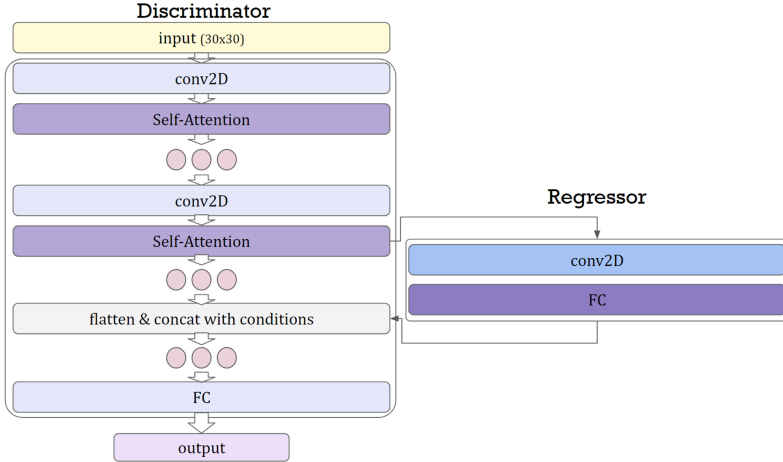 Discriminator
input (30x30)
conv2D
Self-Attention
conv2D
Self-Attention
flatten & concat with conditions
FC
output
Regressor
conv2D
FC